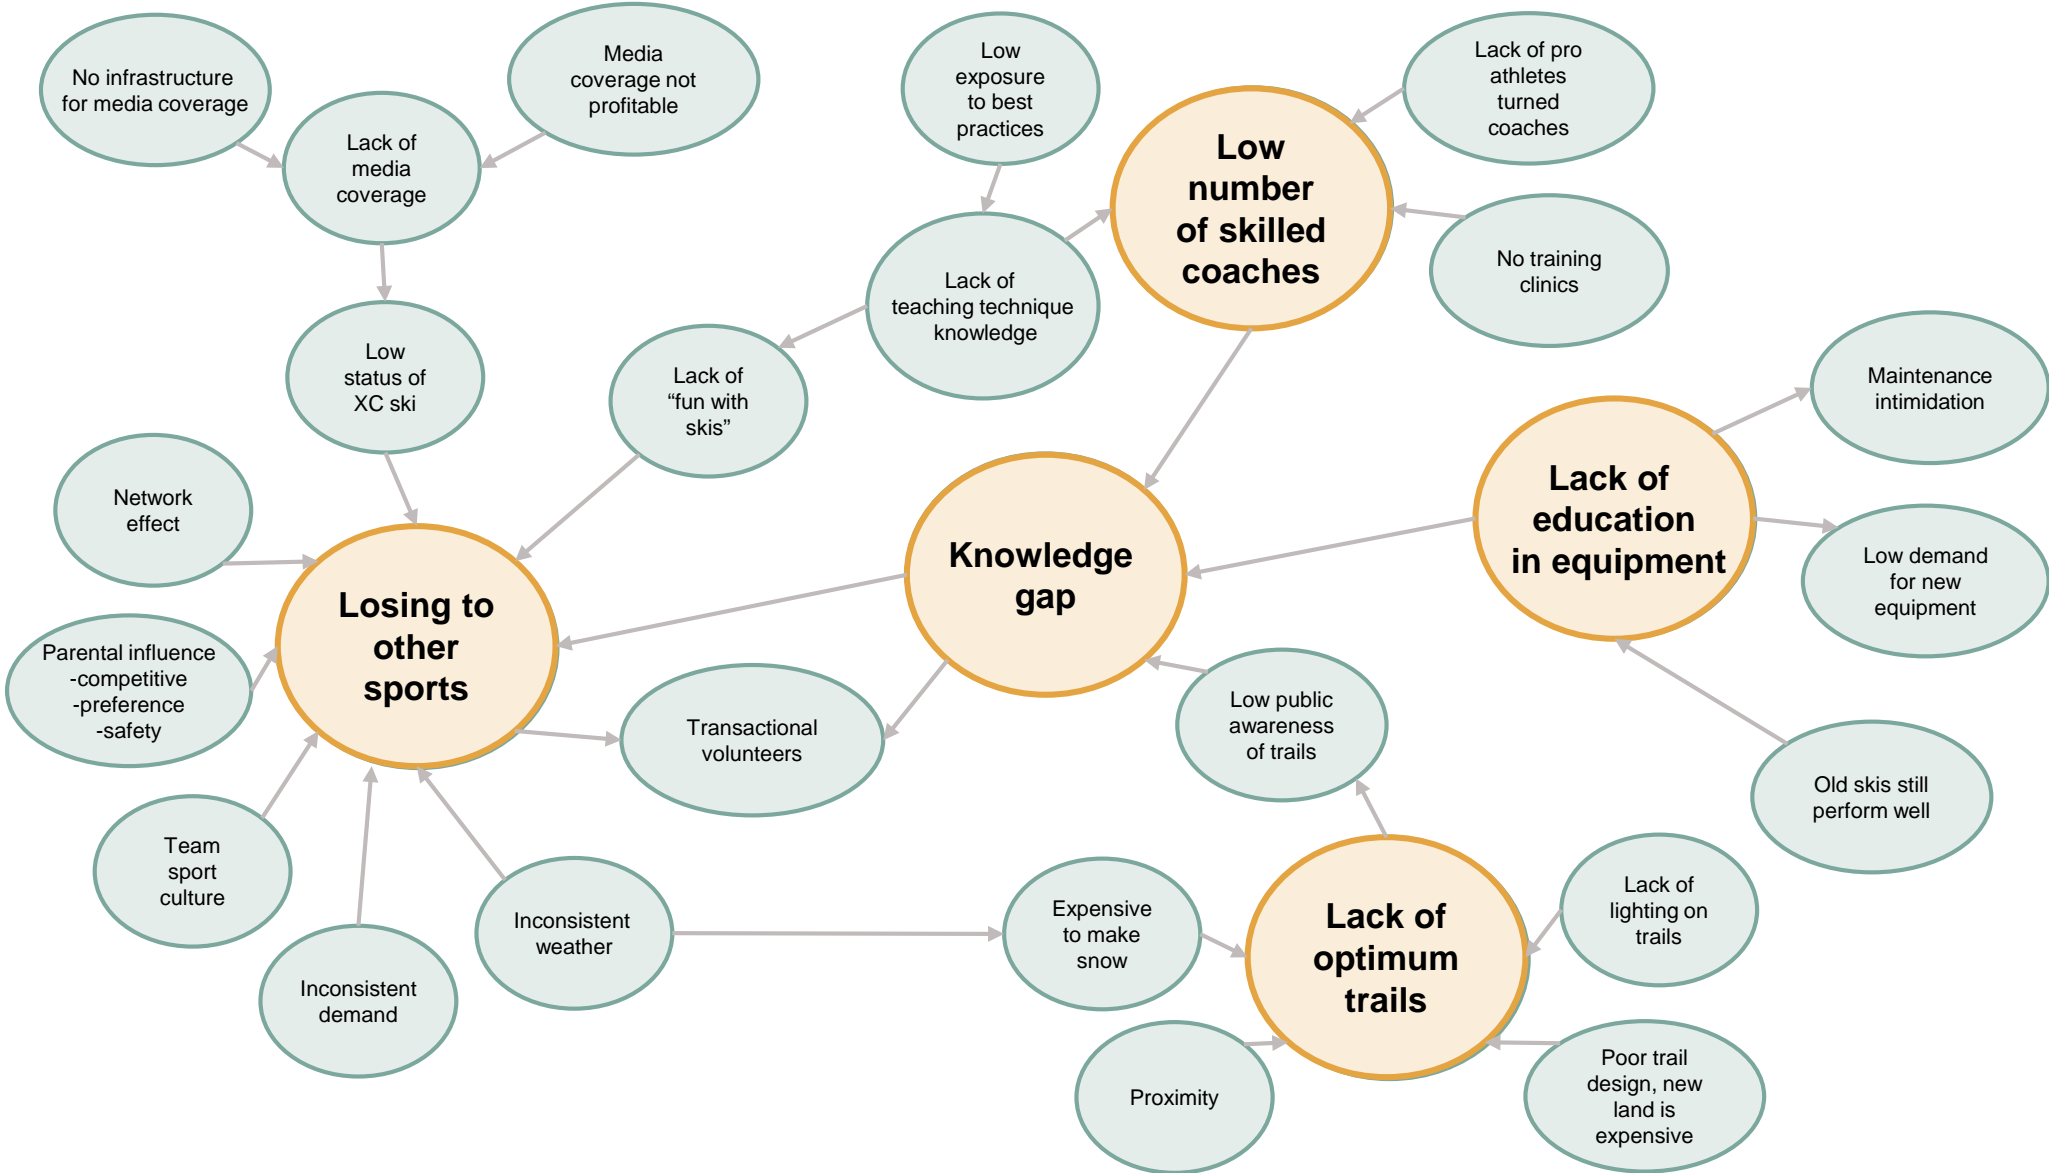 No infrastructure
for media coverage
Media
coverage not
profitable
Lack of
media
coverage
Low
exposure
to best
practices
Lack of pro
athletes
turned
coaches
Low
number
of skilled
coaches
No training
clinics
Lack of
teaching technique
knowledge
Low
status of
XC ski
Lack of
“fun with
skis”
Maintenance
intimidation
Network
effect
Lack of
education
in equipment
Knowledge
gap
Low demand
for new
equipment
Losing to
other
sports
Parental influence
-competitive
-preference
-safety
Transactional
volunteers
Low public
awareness
of trails
Old skis still
perform well
Team
sport
culture
Inconsistent
weather
Expensive
to make
snow
Lack of
optimum
trails
Lack of
lighting on
trails
Inconsistent
demand
Proximity
Poor trail
design, new
land is
expensive